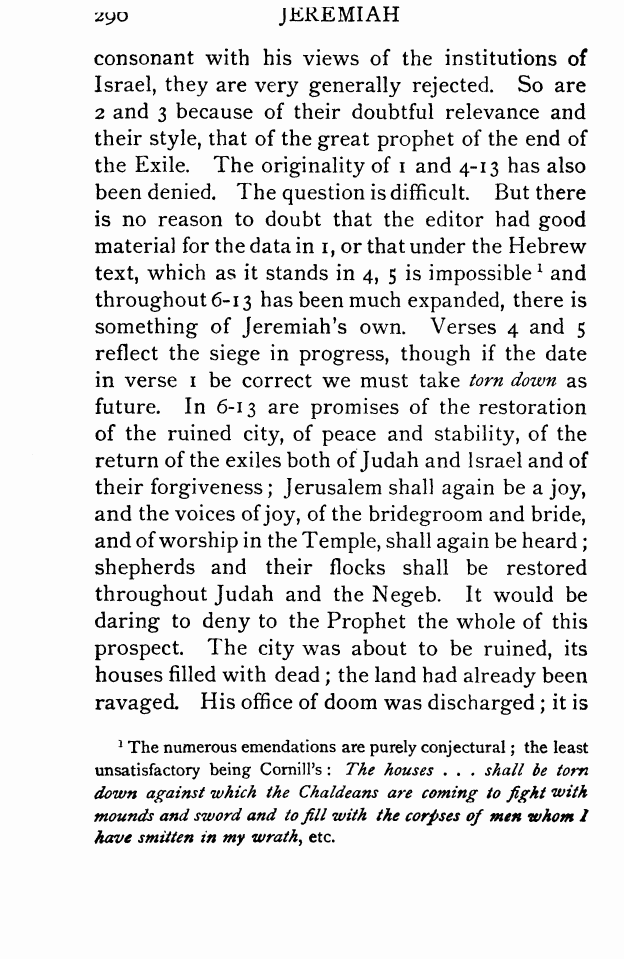 290 JEREMIAH
consonant with his views of the institutions of
Israel, they are very generally rejected. So are
2 and 3 because of their doubtful relevance and
their style, that of the great prophet of the end of
the Exile. The originality of 1 and 4-13 has also
been denied. The question is difficult. But there
is no reason to doubt that the editor had good
material for the data in 1, or that under the Hebrew
text, which as it stands in 4, 5 is impossible ¹ and
throughout 6-13 has been much expanded, there is
something of Jeremiah's own. Verses 4 and 5
reflect the siege in progress, though if the date
in verse 1 be correct we must take torn down as
future. In 6-13 are promises of the restoration
of the ruined city, of peace and stability, of the
return of the exiles both of Judah and Israel and of
their forgiveness ; Jerusalem shall again be a joy,
and the voices of joy, of the bridegroom and bride,
and of worship in the Temple, shall again be heard ;
shepherds and their flocks shall be restored
throughout Judah and the Negeb. It would be
daring to deny to the Prophet the whole of this
prospect. The city was about to be ruined, its
houses filled with dead ; the land had already been
ravaged. His office of doom was discharged ; it is
¹ The numerous emendations are purely conjectural ; the least
unsatisfactory being Cornill's : The houses . . . shall be torn
down against which the Chaldeans are coming to fight with
mounds and sword and to fill with the corpses of men whom I
have smitten in my wrath, etc.